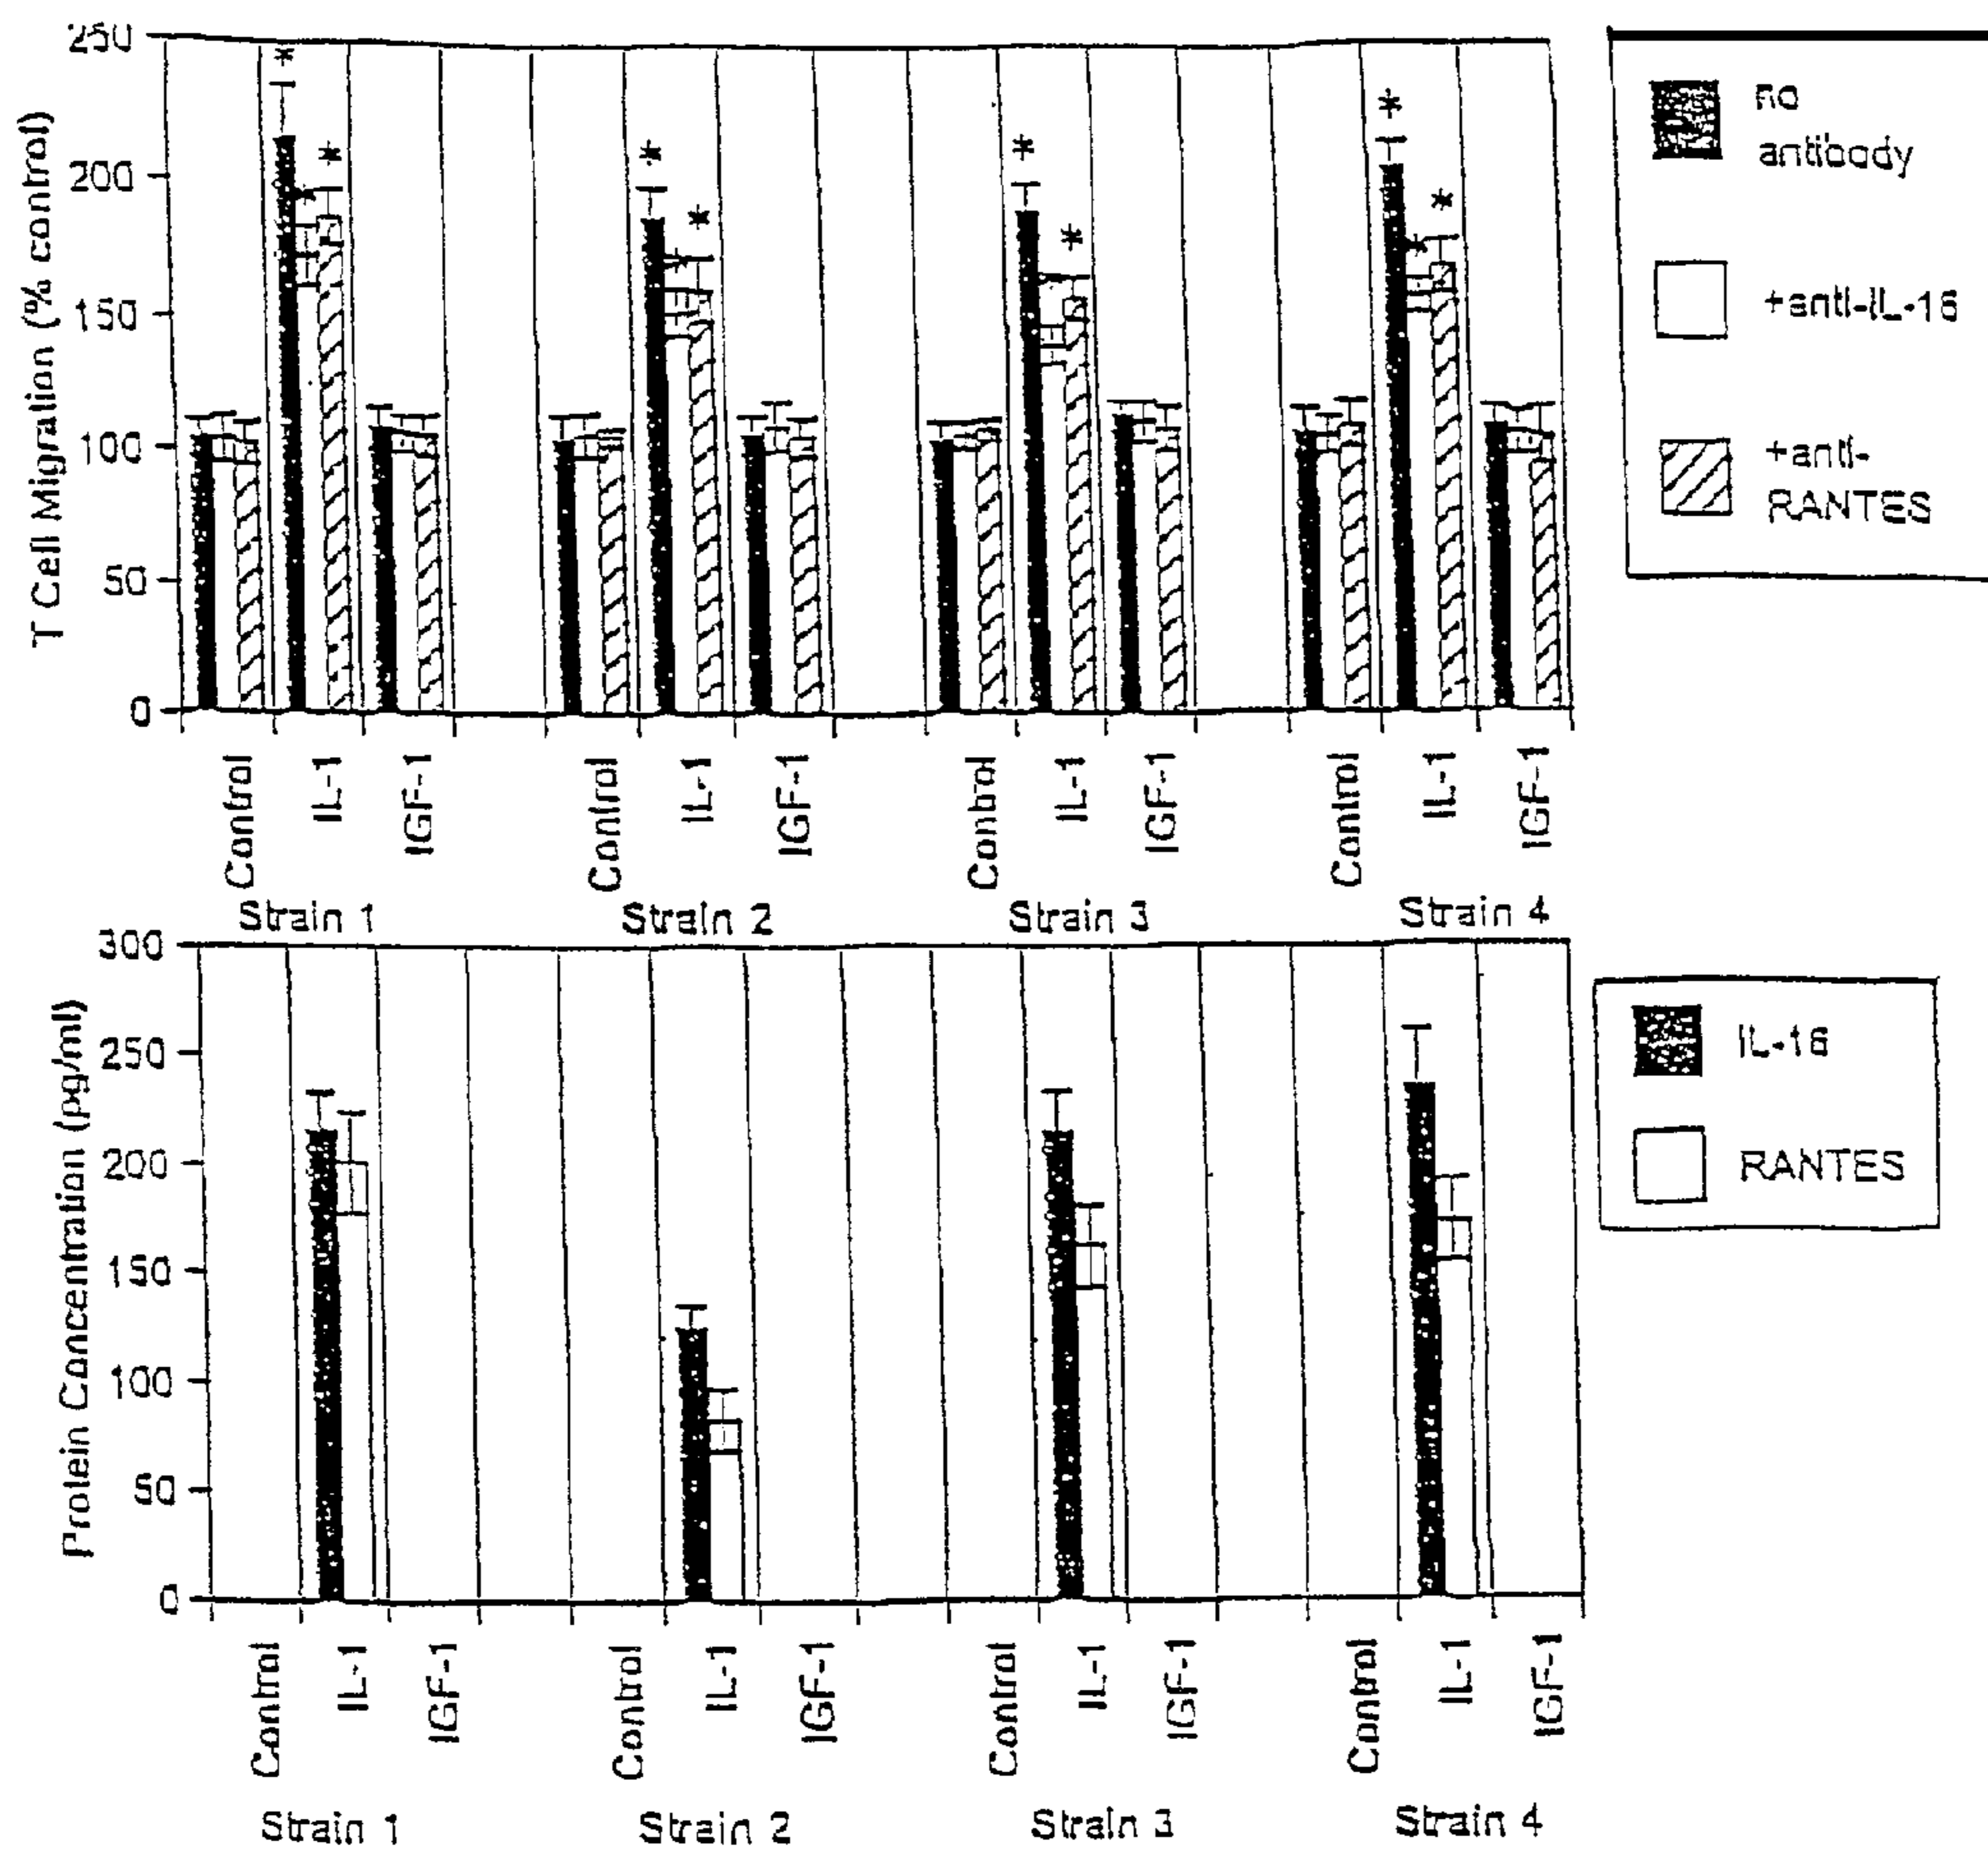 250
200
150
100
50
0
T Cell Migration (% control)
*
*
*
*
*
*
*
*
*
*
*
no
antibody
+anti-IL-16
+anti-
RANTES
Control
IL-1
IGF-1
Control
IL-1
IGF-1
Control
IL-1
IGF-1
Control
IL-1
IGF-1
Strain 1
Strain 2
Strain 3
Strain 4
300
250
200
150
100
50
0
Protein Concentration (pg/ml)
IL-16
RANTES
Control
IL-1
IGF-1
Control
IL-1
IGF-1
Control
IL-1
IGF-1
Control
IL-1
IGF-1
Strain 1
Strain 2
Strain 3
Strain 4